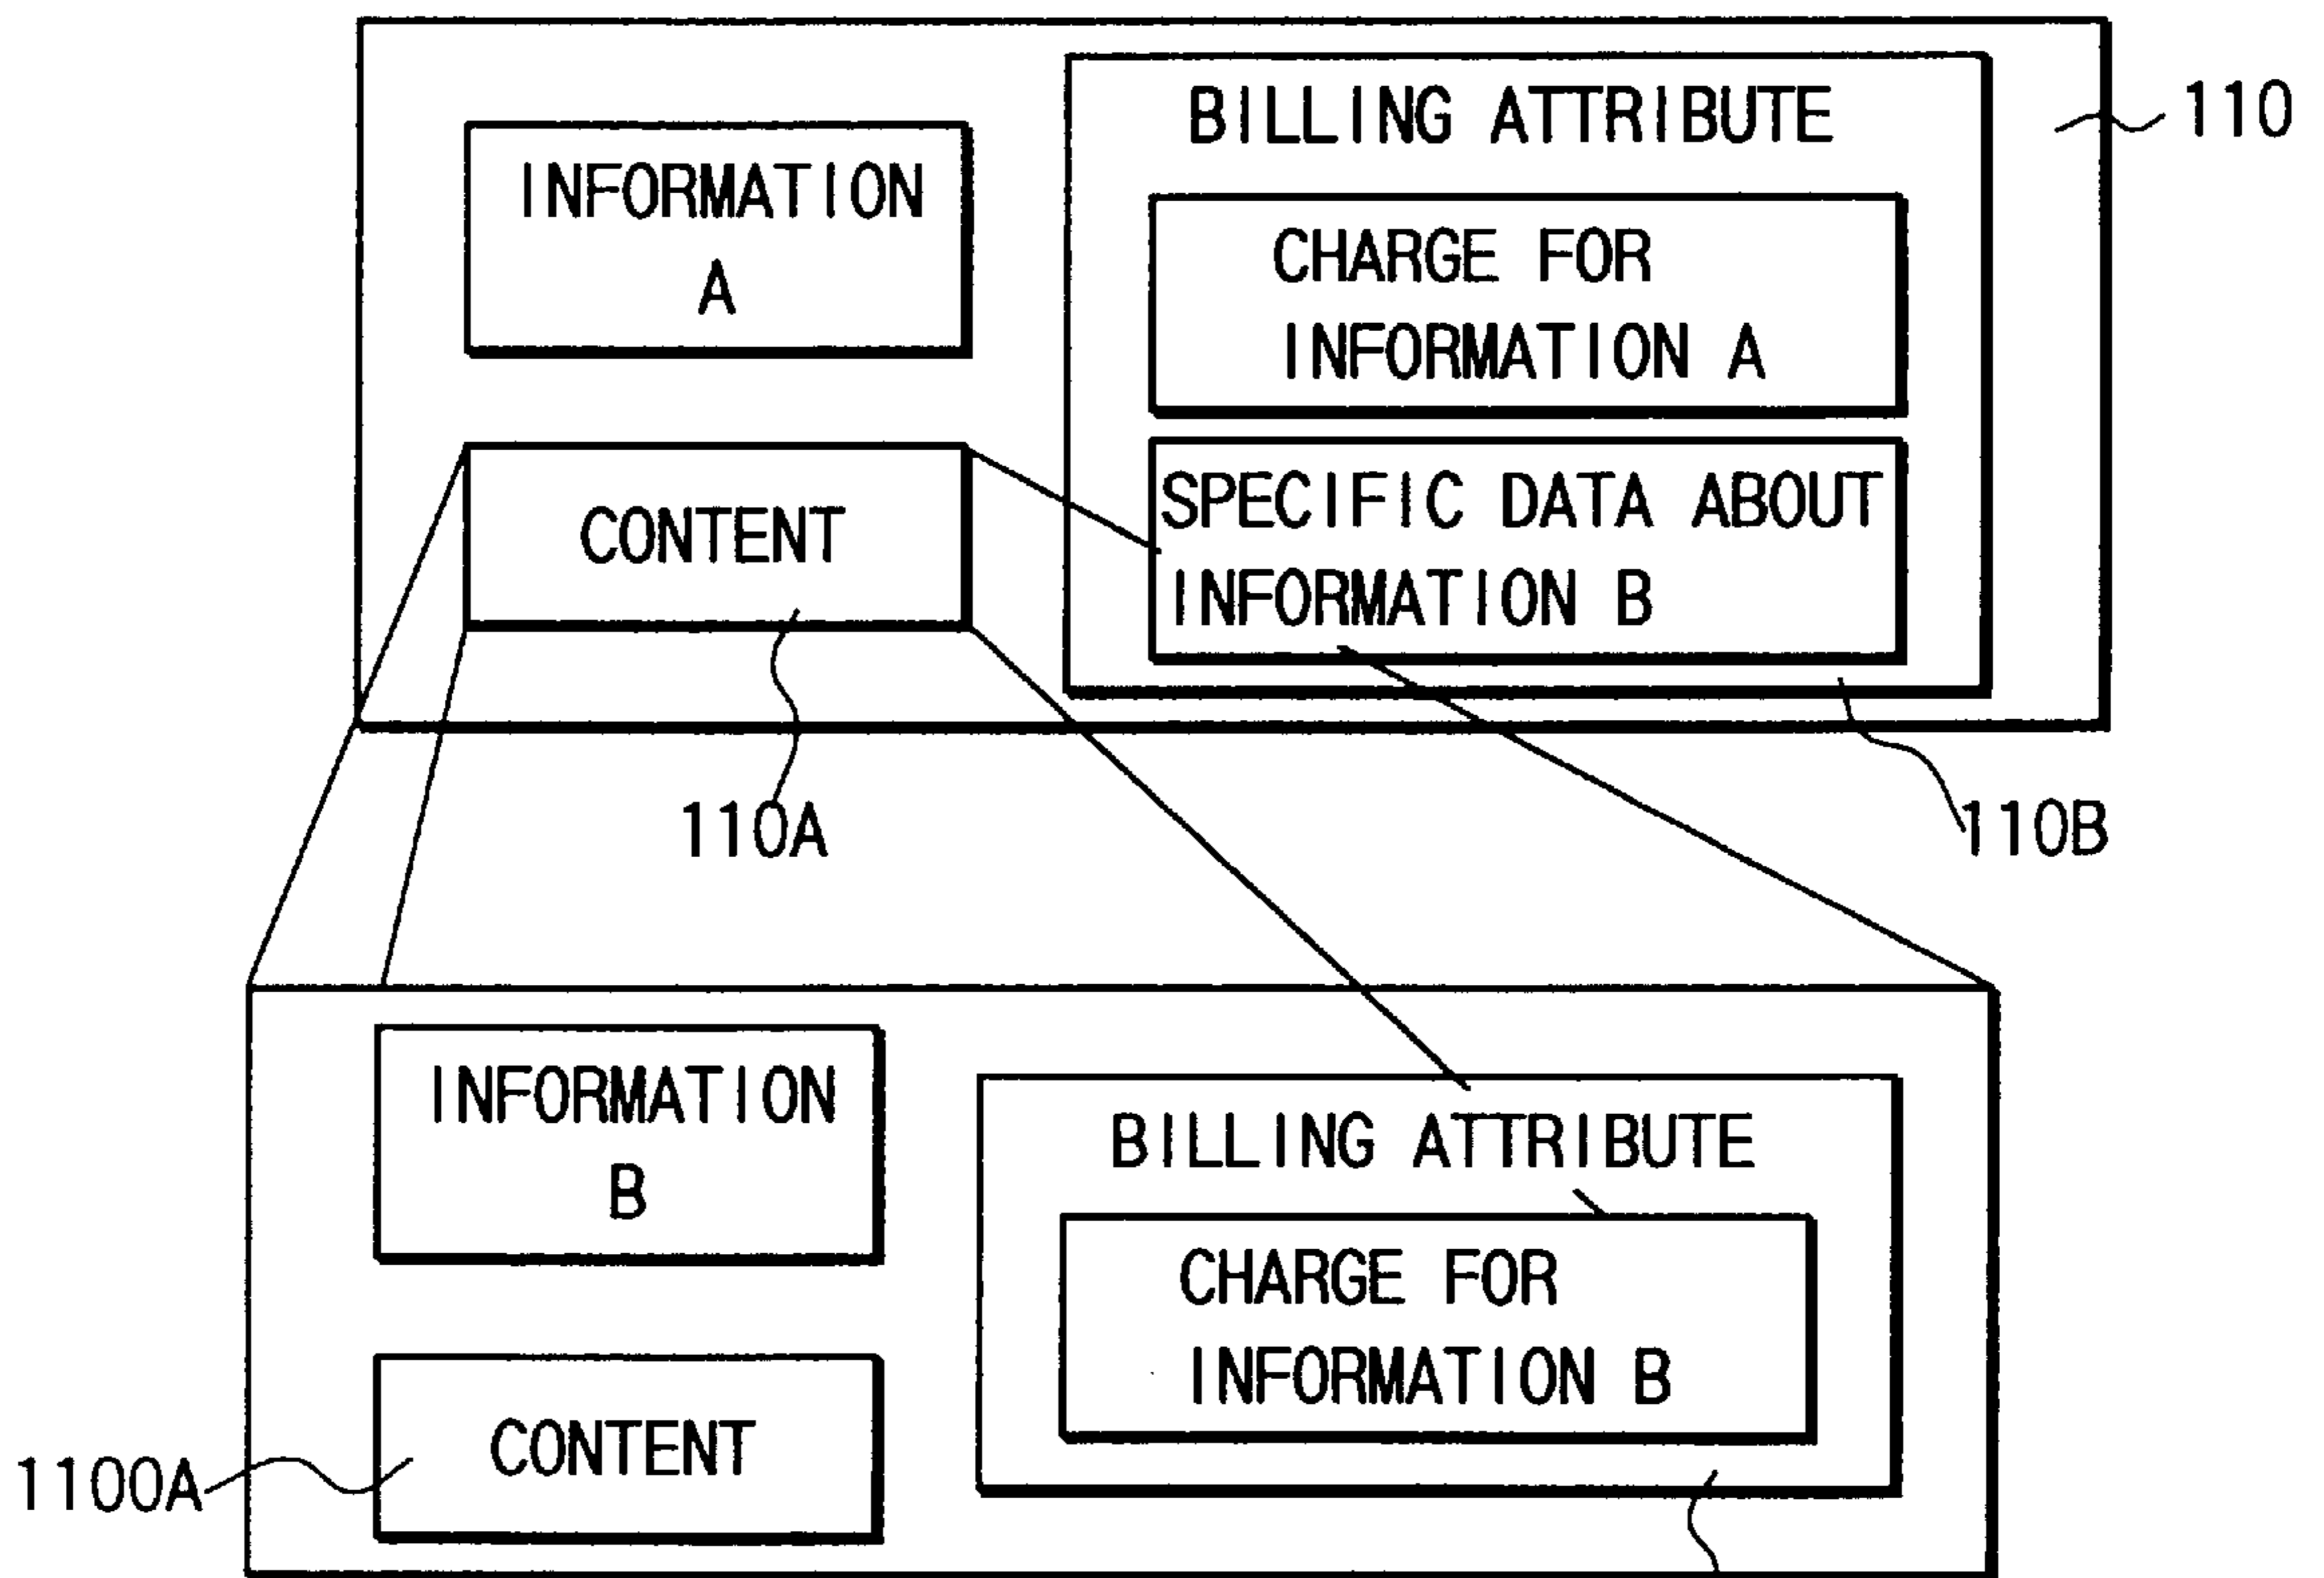 BILLING ATTRIBUTE
110
INFORMATION
A
CHARGE FOR
INFORMATION A
CONTENT
SPECIFIC DATA ABOUT
INFORMATION B
110A
110B
INFORMATION
B
BILLING ATTRIBUTE
CHARGE FOR
INFORMATION B
CONTENT
1100A